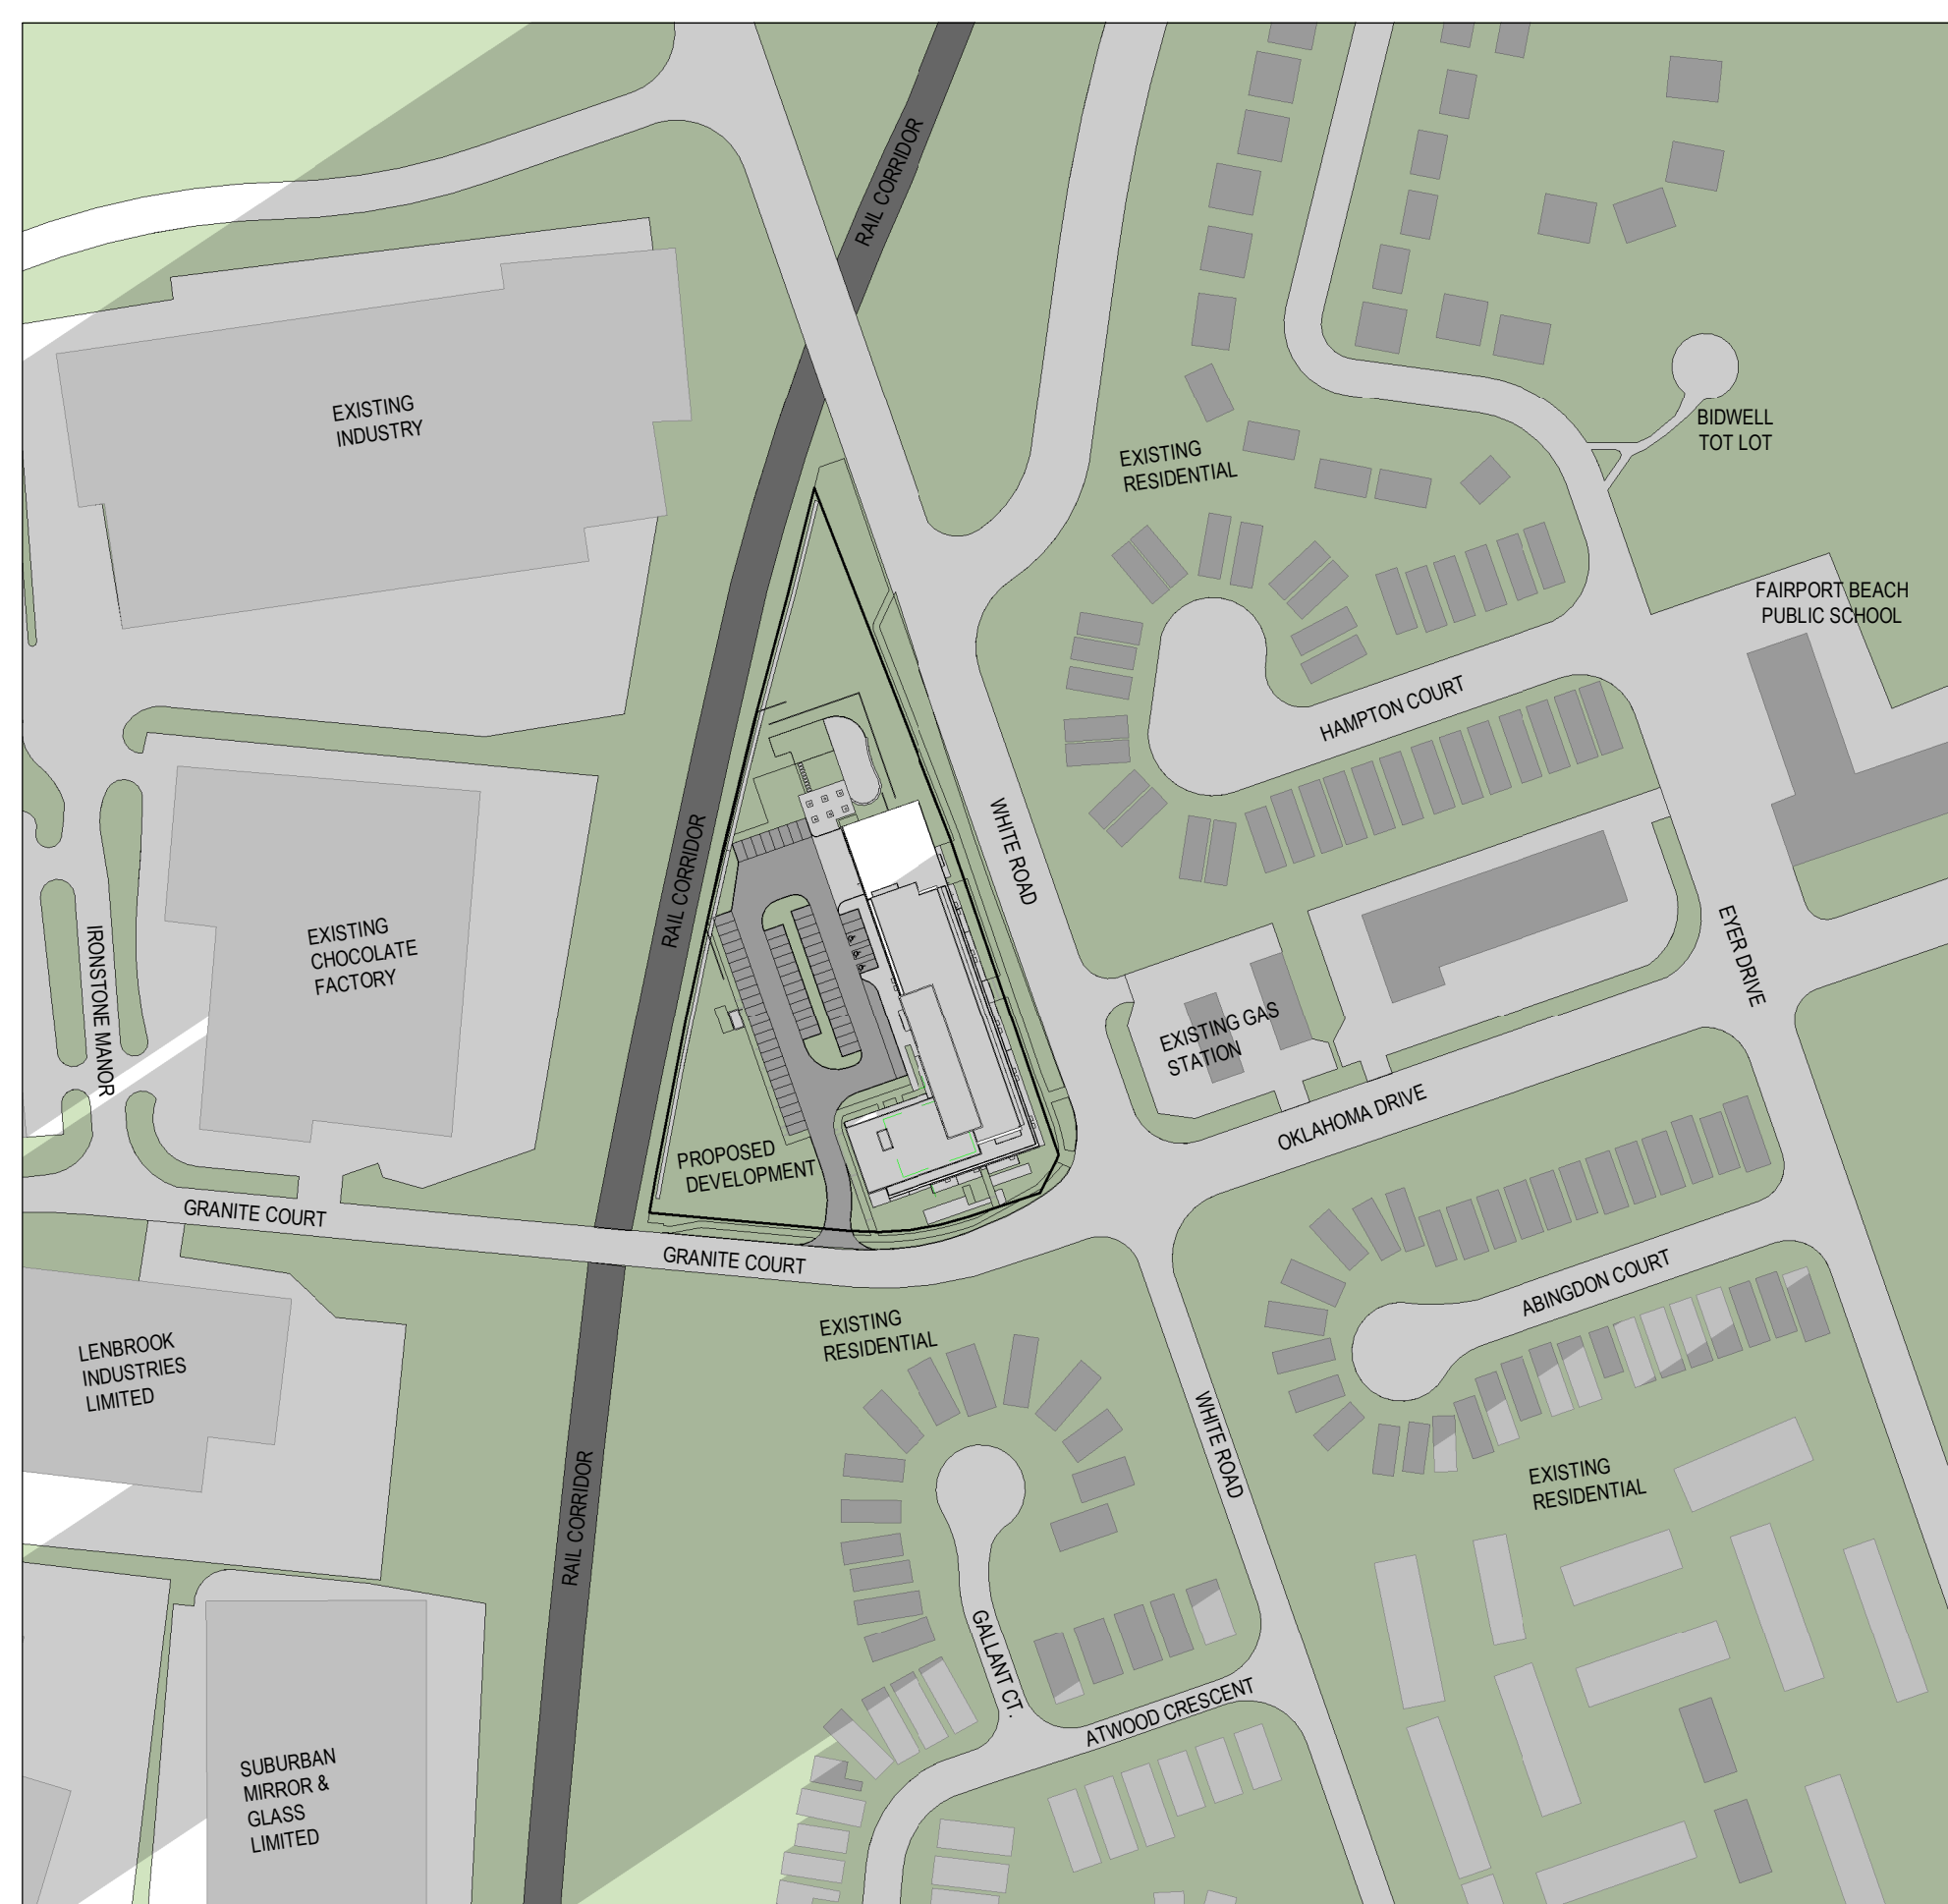 RAIL CORRIDOR
EXISTING
INDUSTRY
BIDWELL
TOT LOT
EXISTING
RESIDENTIAL
FAIRPORT BEACH
PUBLIC SCHOOL
HAMPTON COURT
WHITE ROAD
RAIL CORRIDOR
EXISTING
CHOCOLATE
FACTORY
IRONSTONE MANOR
EYER DRIVE
EXISTING GAS
STATION
OKLAHOMA DRIVE
PROPOSED
DEVELOPMENT
GRANITE COURT
GRANITE COURT
ABINGDON COURT
EXISTING
RESIDENTIAL
LENBROOK
INDUSTRIES
LIMITED
WHITE ROAD
EXISTING
RESIDENTIAL
RAIL CORRIDOR
GALLANT CT.
ATWOOD CRESCENT
SUBURBAN
MIRROR &
GLASS
LIMITED